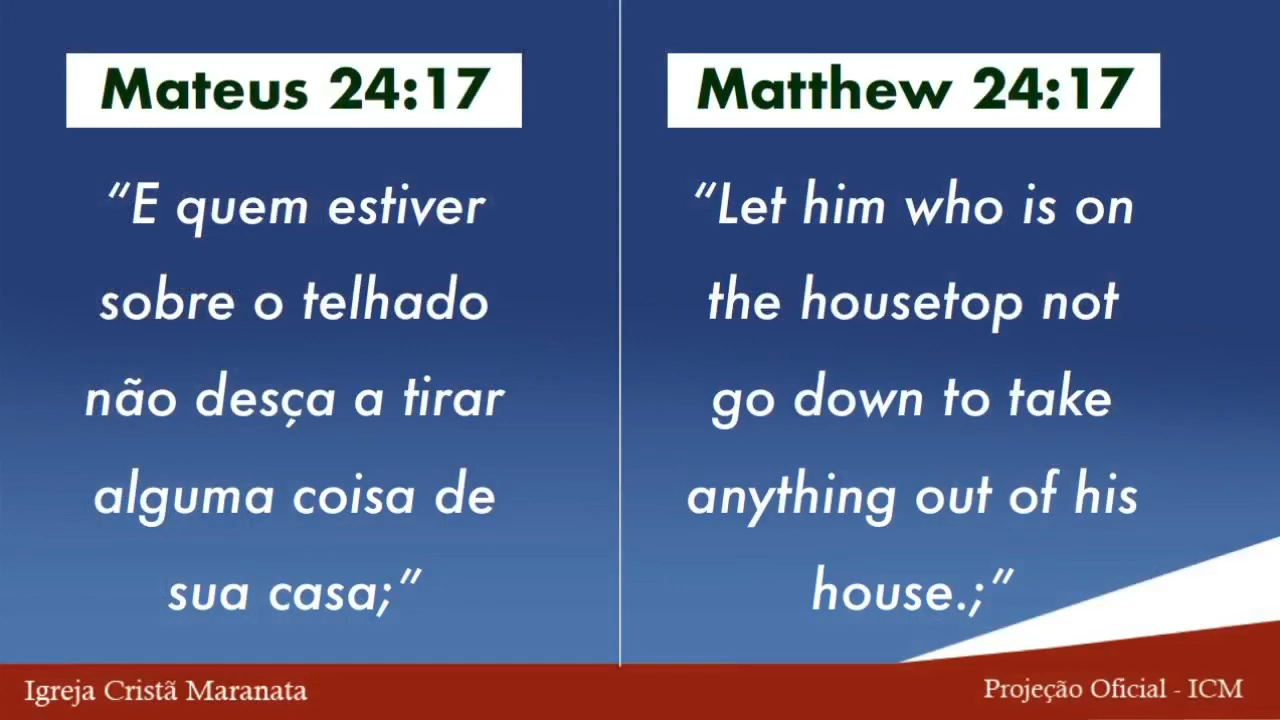 Mateus 24:17
“E quem estiver
sobre o telhado
não desça a tirar
alguma coisa de
sua casa;”
Matthew 24:17
“Let him who is on
the housetop not
go down to take
anything out of his
house.;”
Igreja Cristã Maranata
Projeção Oficial - ICM